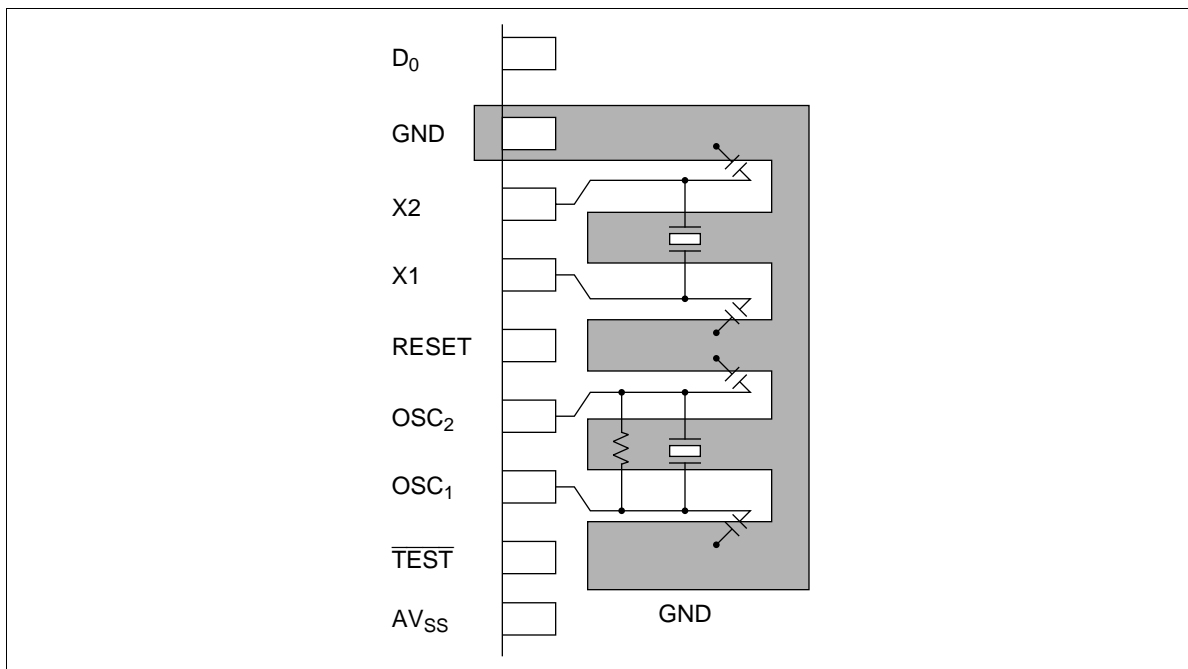 D0
GND
X2
X1
RESET
OSC2
OSC1
TEST
AVSS
GND